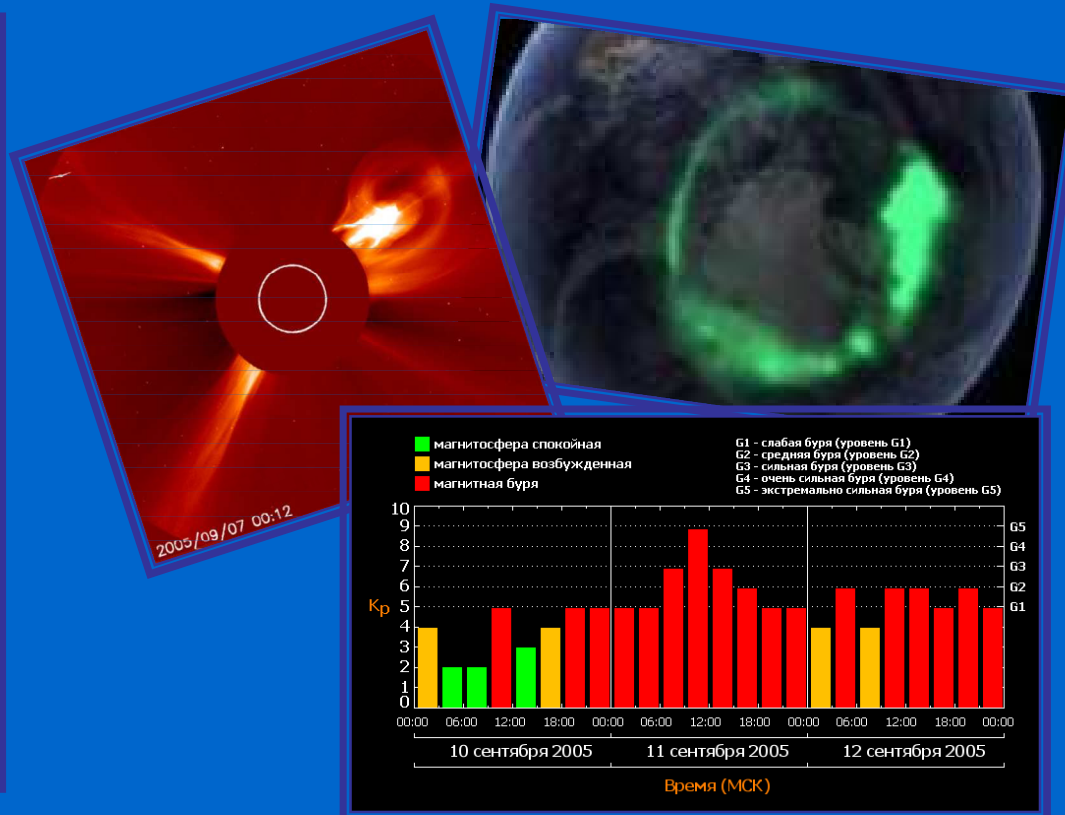 2005/09/07 00:12
магнитосфера спокойная
магнитосфера возбужденная
магнитная буря
G1 - слабая буря (уровень G1)
G2 - средняя буря (уровень G2)
G3 - сильная буря (уровень G3)
G4 - очень сильная буря (уровень G4)
G5 - экстремально сильная буря (уровень G5)
10
9 G5
8 G4
7 G3
6 G2
Kp 5 G1
4
3
2
1
0
00:00 06:00 12:00 18:00 00:00 06:00 12:00 18:00 00:00 06:00 12:00 18:00 00:00
10 сентября 2005 11 сентября 2005 12 сентября 2005
Время (МСК)